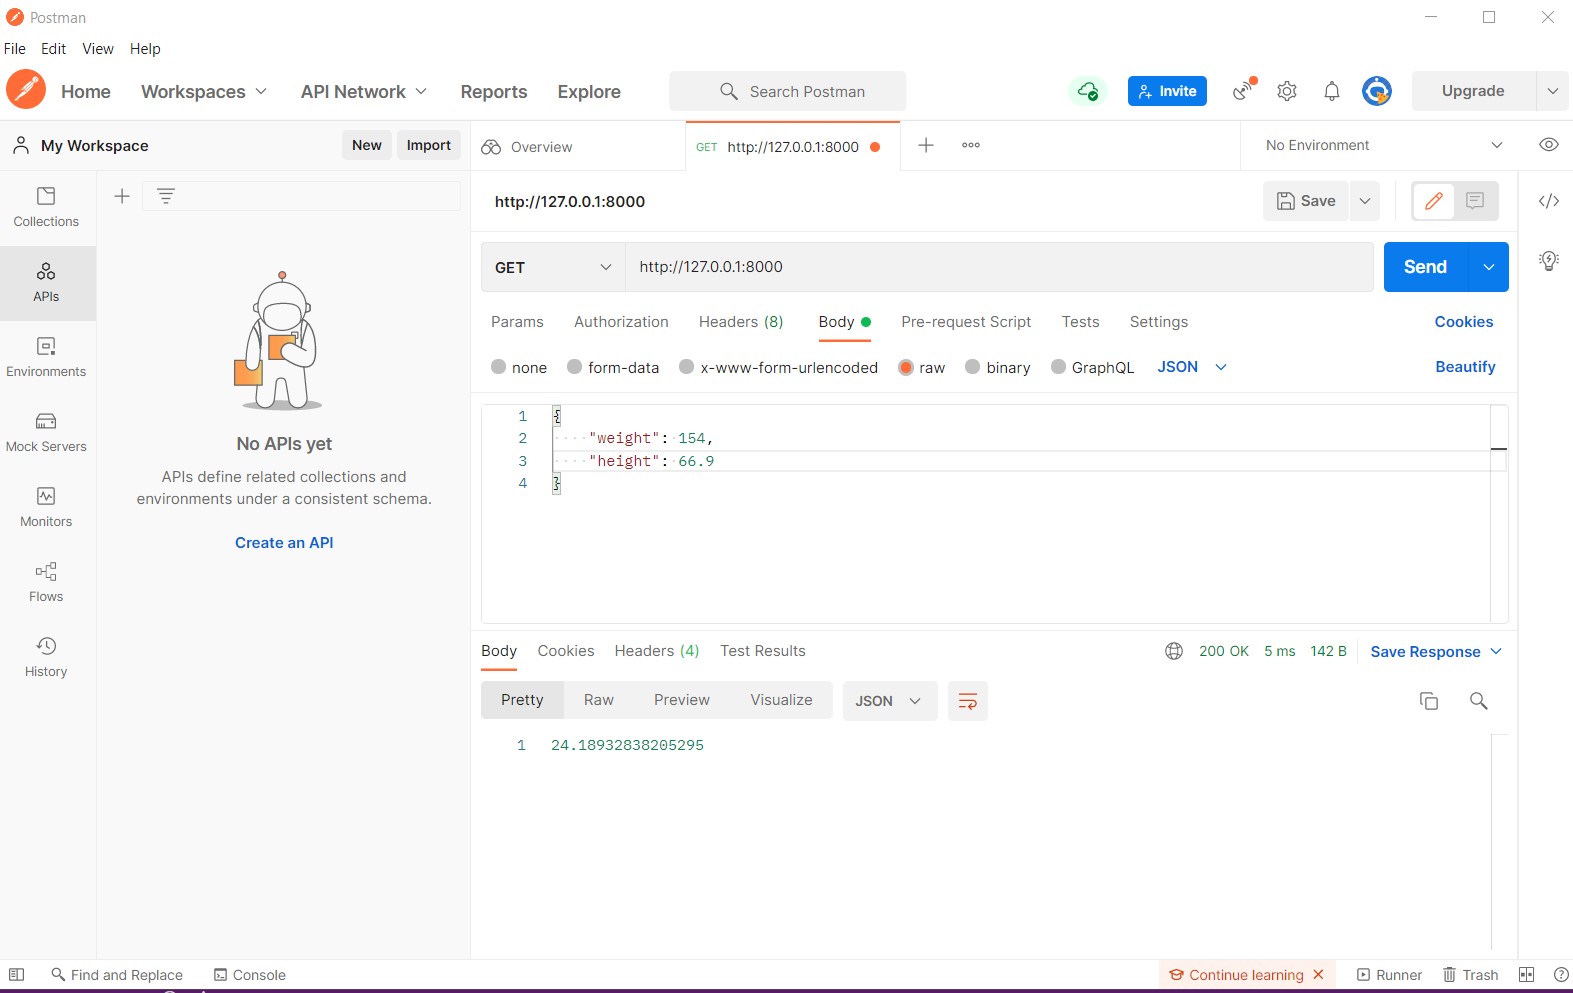 Postman
File Edit View Help
Home Workspaces API Network Reports Explore Search Postman Invite Upgrade
My Workspace New Import Overview GET http://127.0.0.1:8000 No Environment
Collections
APIs
Environments
Mock Servers
Monitors
Flows
History
No APIs yet
APIs define related collections and
environments under a consistent schema.
Create an API
http://127.0.0.1:8000 Save
GET http://127.0.0.1:8000 Send
Params Authorization Headers (8) Body Pre-request Script Tests Settings Cookies
none form-data x-www-form-urlencoded raw binary GraphQL JSON Beautify
1 {
2 "weight": 154,
3 "height": 66.9
4 }
Body Cookies Headers (4) Test Results 200 OK 5 ms 142 B Save Response
Pretty Raw Preview Visualize JSON
1 24.18932838205295
Find and Replace Console Continue learning Runner Trash